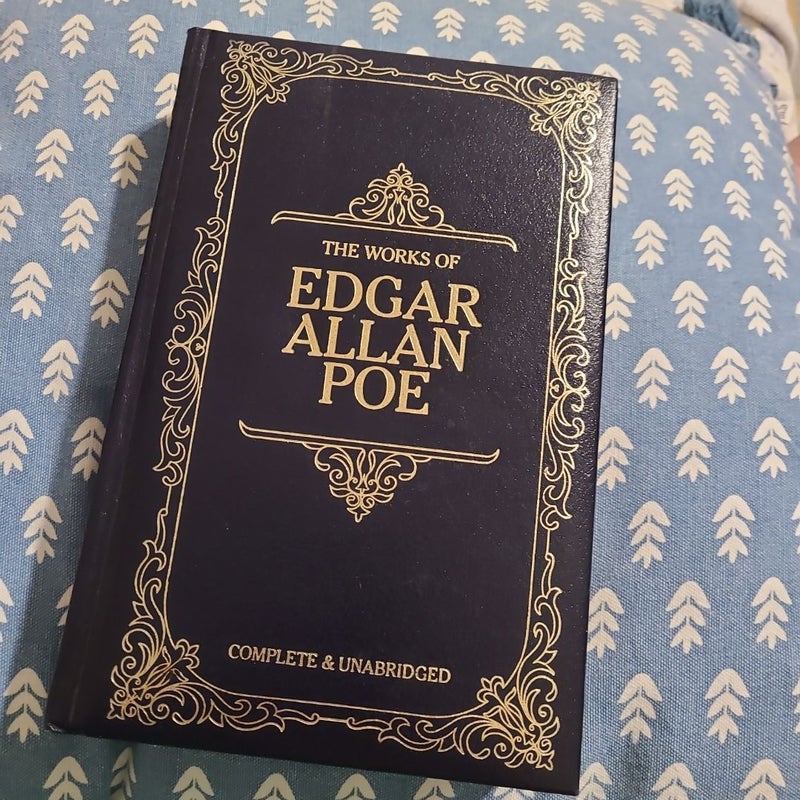 THE WORKS OF
EDGAR
ALLAN
POE
COMPLETE & UNABRIDGED